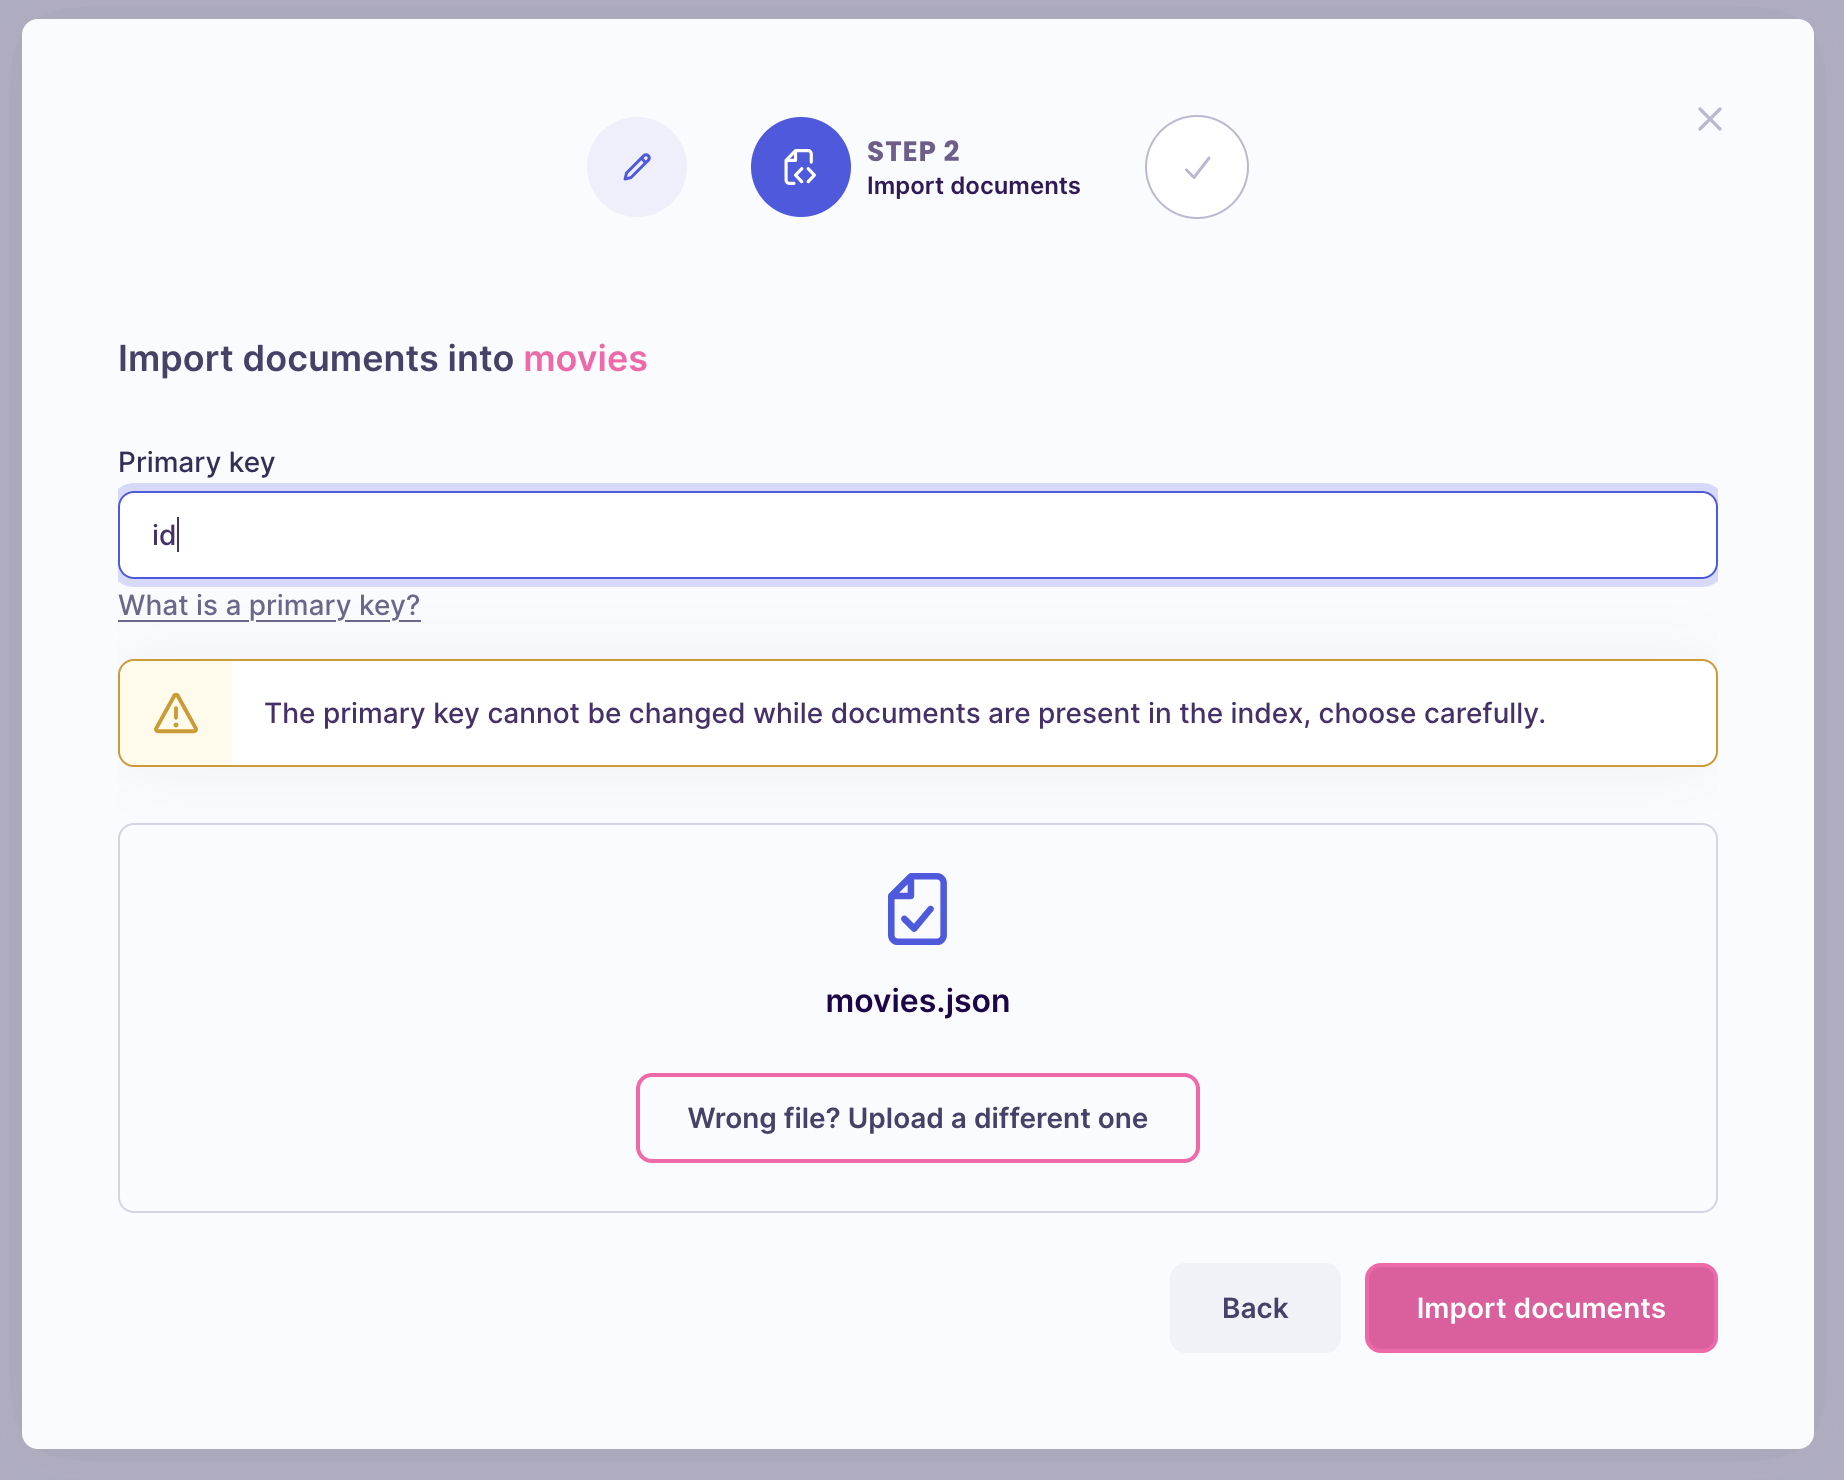 STEP 2
Import documents
Import documents into movies
Primary key
id
What is a primary key?
The primary key cannot be changed while documents are present in the index, choose carefully.
movies.json
Wrong file? Upload a different one
Back
Import documents